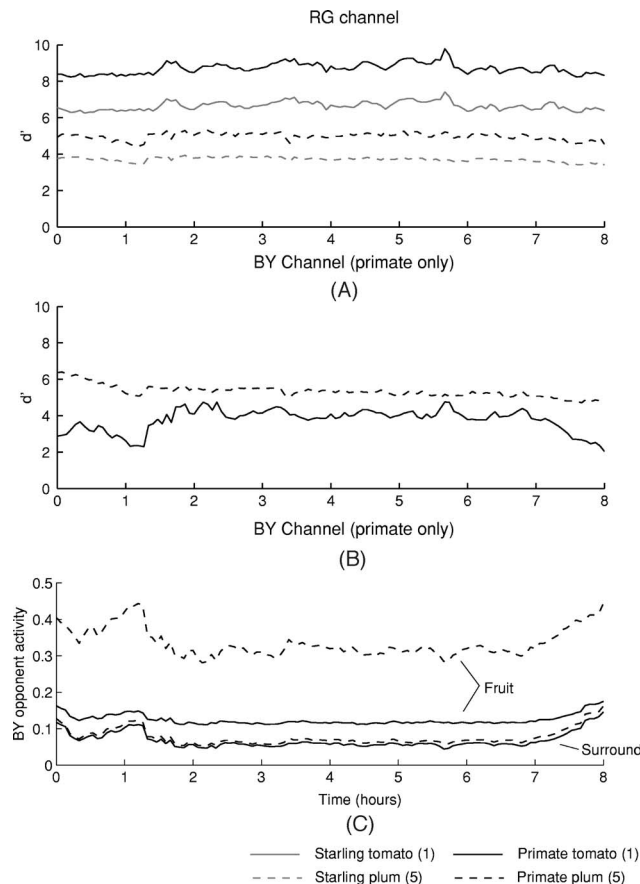 RG channel
10
8
6
4
2
0
d'
0 1 2 3 4 5 6 7 8
BY Channel (primate only)
(A)
10
8
6
4
2
0
d'
0 1 2 3 4 5 6 7 8
BY Channel (primate only)
(B)
0.5
0.4
0.3
0.2
0.1
0
BY opponent activity
Fruit
Surround
0 1 2 3 4 5 6 7 8
Time (hours)
(C)
Starling tomato (1) Primate tomato (1)
Starling plum (5) Primate plum (5)